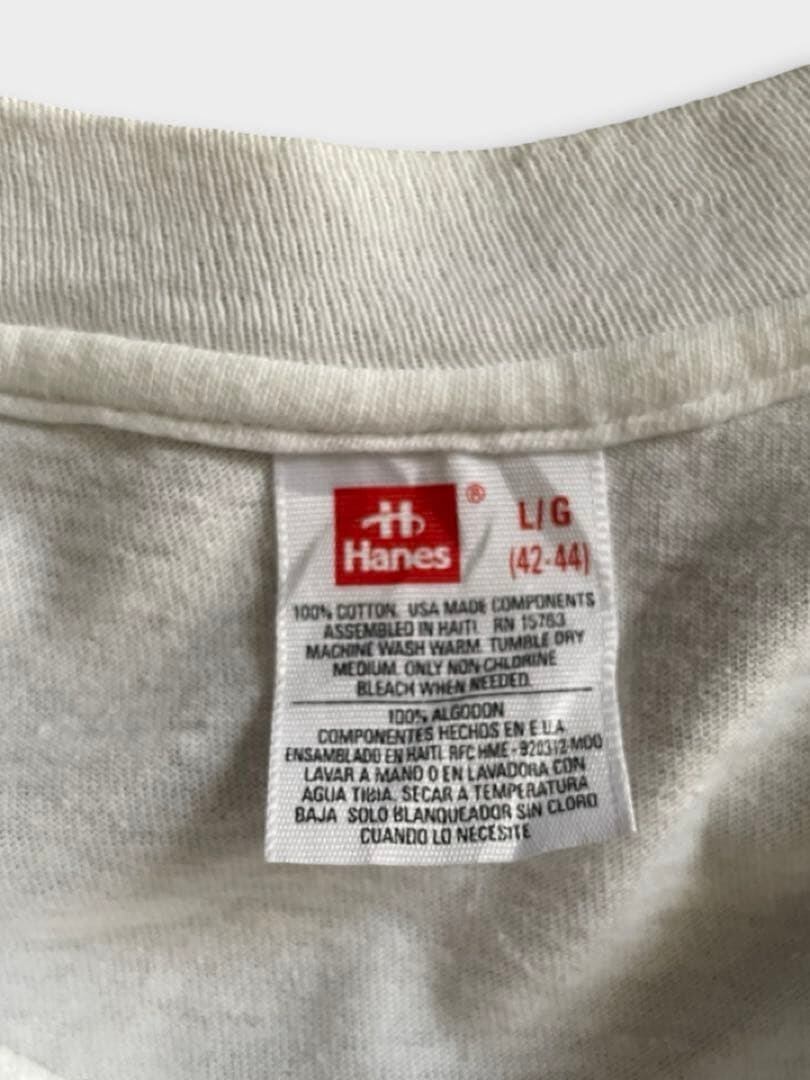 H ® L/G
Hanes (42-44)
100% COTTON. USA MADE COMPONENTS
ASSEMBLED IN HAITI. RN 15763
MACHINE WASH WARM. TUMBLE DRY
MEDIUM. ONLY NON-CHLORINE
BLEACH WHEN NEEDED.
100% ALGODON
COMPONENTES HECHOS EN E.U.A.
ENSAMBLADO EN HAITI. RFC HME-920312-M00
LAVAR A MANO O EN LAVADORA CON
AGUA TIBIA. SECAR A TEMPERATURA
BAJA SOLO BLANQUEADOR SIN CLORO
CUANDO LO NECESITE